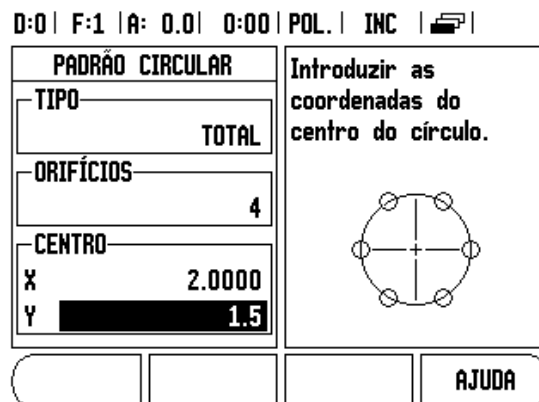 D:0 | F:1 | A: 0.0 | 0:00 | POL. | INC |
PADRÃO CIRCULAR
TIPO
TOTAL
ORIFÍCIOS
4
CENTRO
X 2.0000
Y 1.5
Introduzir as
coordenadas do
centro do círculo.
AJUDA